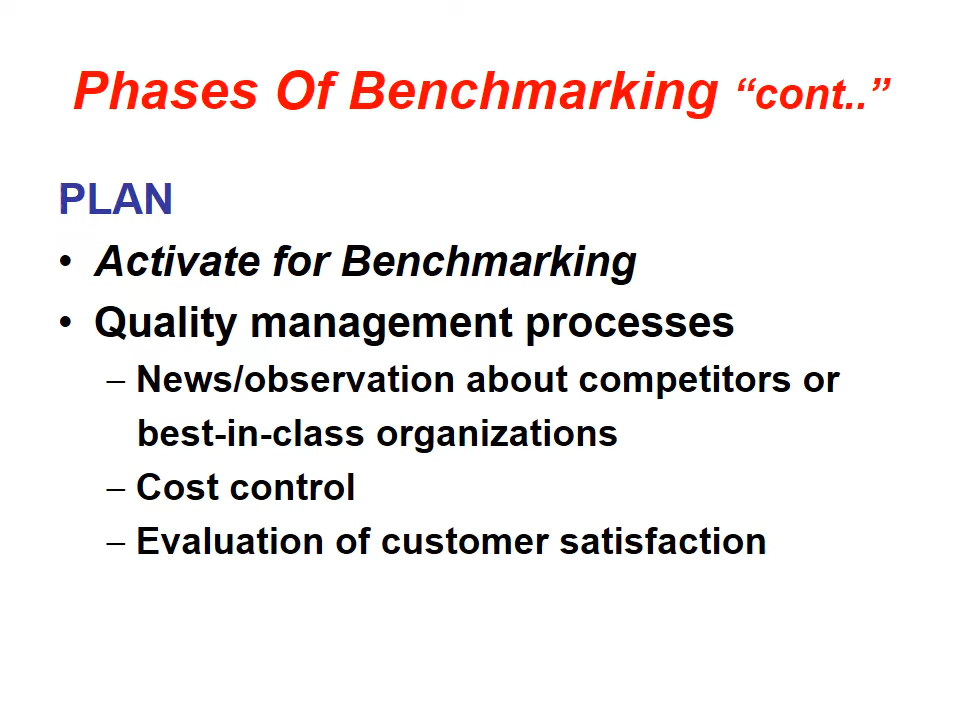 Phases Of Benchmarking “cont..”
PLAN
• Activate for Benchmarking
• Quality management processes
– News/observation about competitors or
best-in-class organizations
– Cost control
– Evaluation of customer satisfaction